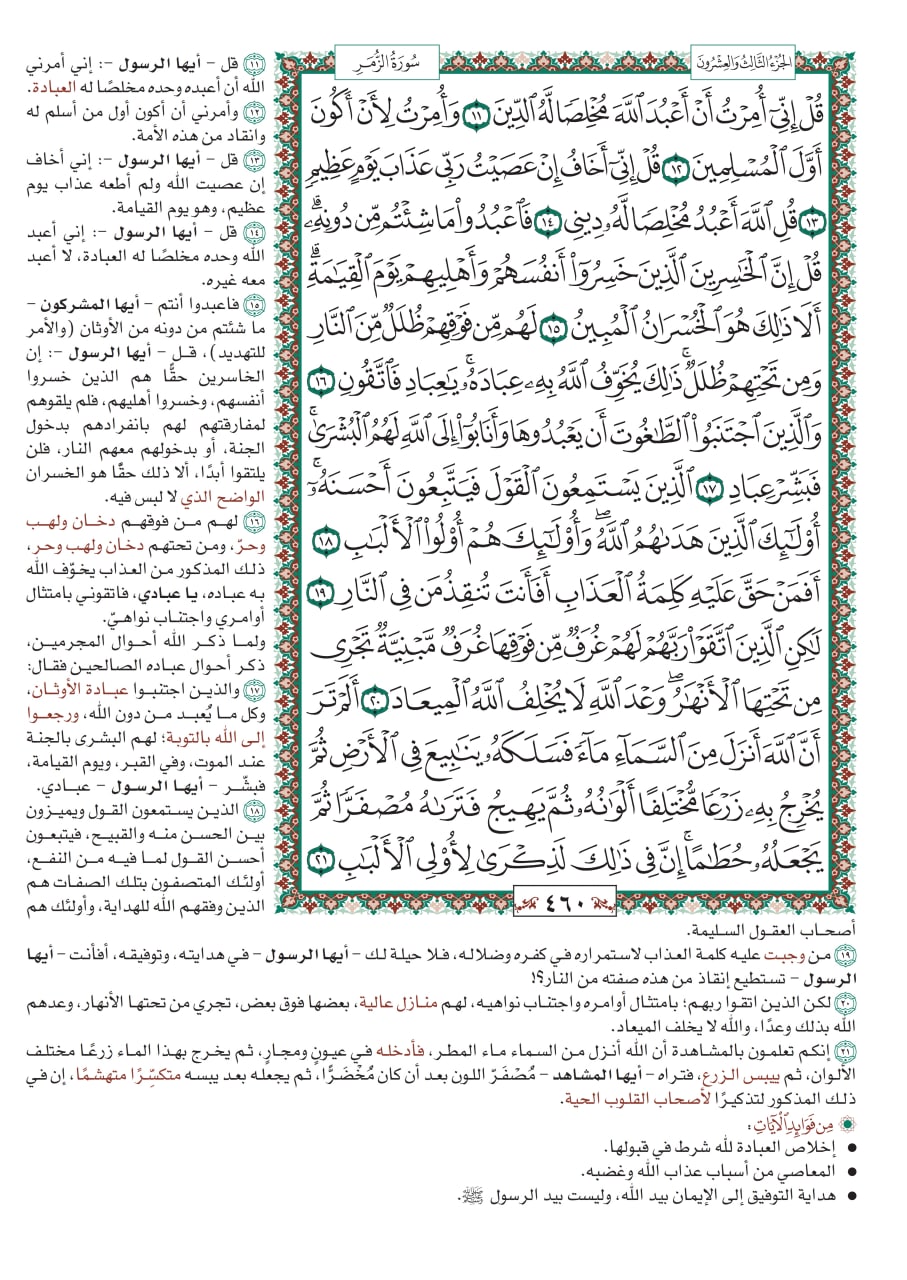 الجُزْءُ الثَّالِثُ وَالعِشْرُونَ
سُورَةُ الزُّمَرِ
قُلْ إِنِّيٓ أُمِرْتُ أَنْ أَعْبُدَ ٱللَّهَ مُخْلِصًا لَّهُ ٱلدِّينَ ١١ وَأُمِرْتُ لِأَنْ أَكُونَ
أَوَّلَ ٱلْمُسْلِمِينَ ١٢ قُلْ إِنِّيٓ أَخَافُ إِنْ عَصَيْتُ رَبِّي عَذَابَ يَوْمٍ عَظِيمٍ
١٣ قُلِ ٱللَّهَ أَعْبُدُ مُخْلِصًا لَّهُۥ دِينِي ١٤ فَٱعْبُدُوا۟ مَا شِئْتُم مِّن دُونِهِۦۗ
قُلْ إِنَّ ٱلْخَٰسِرِينَ ٱلَّذِينَ خَسِرُوٓا۟ أَنفُسَهُمْ وَأَهْلِيهِمْ يَوْمَ ٱلْقِيَٰمَةِۗ
أَلَا ذَٰلِكَ هُوَ ٱلْخُسْرَانُ ٱلْمُبِينُ ١٥ لَهُم مِّن فَوْقِهِمْ ظُلَلٌ مِّنَ ٱلنَّارِ
وَمِن تَحْتِهِمْ ظُلَلٌۚ ذَٰلِكَ يُخَوِّفُ ٱللَّهُ بِهِۦ عِبَادَهُۥۚ يَٰعِبَادِ فَٱتَّقُونِ ١٦
وَٱلَّذِينَ ٱجْتَنَبُوا۟ ٱلطَّٰغُوتَ أَن يَعْبُدُوهَا وَأَنَابُوٓا۟ إِلَى ٱللَّهِ لَهُمُ ٱلْبُشْرَىٰۚ
فَبَشِّرْ عِبَادِ ١٧ ٱلَّذِينَ يَسْتَمِعُونَ ٱلْقَوْلَ فَيَتَّبِعُونَ أَحْسَنَهُۥٓۚ
أُو۟لَٰٓئِكَ ٱلَّذِينَ هَدَىٰهُمُ ٱللَّهُۖ وَأُو۟لَٰٓئِكَ هُمْ أُو۟لُوا۟ ٱلْأَلْبَٰبِ ١٨
أَفَمَنْ حَقَّ عَلَيْهِ كَلِمَةُ ٱلْعَذَابِ أَفَأَنتَ تُنقِذُ مَن فِي ٱلنَّارِ ١٩
لَٰكِنِ ٱلَّذِينَ ٱتَّقَوْا۟ رَبَّهُمْ لَهُمْ غُرَفٌ مِّن فَوْقِهَا غُرَفٌ مَّبْنِيَّةٌ تَجْرِي
مِن تَحْتِهَا ٱلْأَنْهَٰرُۖ وَعْدَ ٱللَّهِ لَا يُخْلِفُ ٱللَّهُ ٱلْمِيعَادَ ٢٠ أَلَمْ تَرَ
أَنَّ ٱللَّهَ أَنزَلَ مِنَ ٱلسَّمَآءِ مَآءً فَسَلَكَهُۥ يَنَٰبِيعَ فِي ٱلْأَرْضِ ثُمَّ
يُخْرِجُ بِهِۦ زَرْعًا مُّخْتَلِفًا أَلْوَٰنُهُۥ ثُمَّ يَهِيجُ فَتَرَىٰهُ مُصْفَرًّا ثُمَّ
يَجْعَلُهُۥ حُطَٰمًاۚ إِنَّ فِي ذَٰلِكَ لَذِكْرَىٰ لِأُو۟لِي ٱلْأَلْبَٰبِ ٢١
٤٦٠
١١ قل – أيها الرسول –: إني أمرني
الله أن أعبده وحده مخلصًا له العبادة.
١٢ وأمرني أن أكون أول من أسلم له
وانقاد من هذه الأمة.
١٣ قل – أيها الرسول –: إني أخاف
إن عصيت الله ولم أطعه عذاب يوم
عظيم، وهو يوم القيامة.
١٤ قل – أيها الرسول –: إني أعبد
الله وحده مخلصًا له العبادة، لا أعبد
معه غيره.
١٥ فاعبدوا أنتم – أيها المشركون –
ما شئتم من دونه من الأوثان (والأمر
للتهديد)، قل – أيها الرسول –: إن
الخاسرين حقًّا هم الذين خسروا
أنفسهم، وخسروا أهليهم، فلم يلقوهم
لمفارقتهم لهم بانفرادهم بدخول
الجنة، أو بدخولهم معهم النار، فلن
يلتقوا أبدًا، ألا ذلك حقًّا هو الخسران
الواضح الذي لا لبس فيه.
١٦ لهم من فوقهم دخان ولهب
وحرّ، ومن تحتهم دخان ولهب وحر،
ذلك المذكور من العذاب يخوّف الله
به عباده، يا عبادي، فاتقوني بامتثال
أوامري واجتناب نواهيّ.
ولما ذكر الله أحوال المجرمين،
ذكر أحوال عباده الصالحين فقال:
١٧ والذين اجتنبوا عبادة الأوثان،
وكل ما يُعبد من دون الله، ورجعوا
إلى الله بالتوبة؛ لهم البشرى بالجنة
عند الموت، وفي القبر، ويوم القيامة،
فبشّر – أيها الرسول – عبادي.
١٨ الذين يستمعون القول ويميزون
بين الحسن منه والقبيح، فيتبعون
أحسن القول لما فيه من النفع،
أولئك المتصفون بتلك الصفات هم
الذين وفقهم الله للهداية، وأولئك هم
أصحاب العقول السليمة.
١٩ من وجبت عليه كلمة العذاب لاستمراره في كفره وضلاله، فلا حيلة لك – أيها الرسول – في هدايته، وتوفيقه، أفأنت – أيها
الرسول – تستطيع إنقاذ من هذه صفته من النار؟!
٢٠ لكن الذين اتقوا ربهم؛ بامتثال أوامره واجتناب نواهيه، لهم منازل عالية، بعضها فوق بعض، تجري من تحتها الأنهار، وعدهم
الله بذلك وعدًا، والله لا يخلف الميعاد.
٢١ إنكم تعلمون بالمشاهدة أن الله أنزل من السماء ماء المطر، فأدخله في عيونٍ ومجارٍ، ثم يخرج بهذا الماء زرعًا مختلف
الألوان، ثم ييبس الزرع، فتراه – أيها المشاهد – مُصْفَرّ اللون بعد أن كان مُخْضَرًّا، ثم يجعله بعد يبسه متكسِّرًا متهشمًا، إن في
ذلك المذكور لتذكيرًا لأصحاب القلوب الحية.
مِن فَوَائِدِ الآيَاتِ:
• إخلاص العبادة لله شرط في قبولها.
• المعاصي من أسباب عذاب الله وغضبه.
• هداية التوفيق إلى الإيمان بيد الله، وليست بيد الرسول ﷺ.